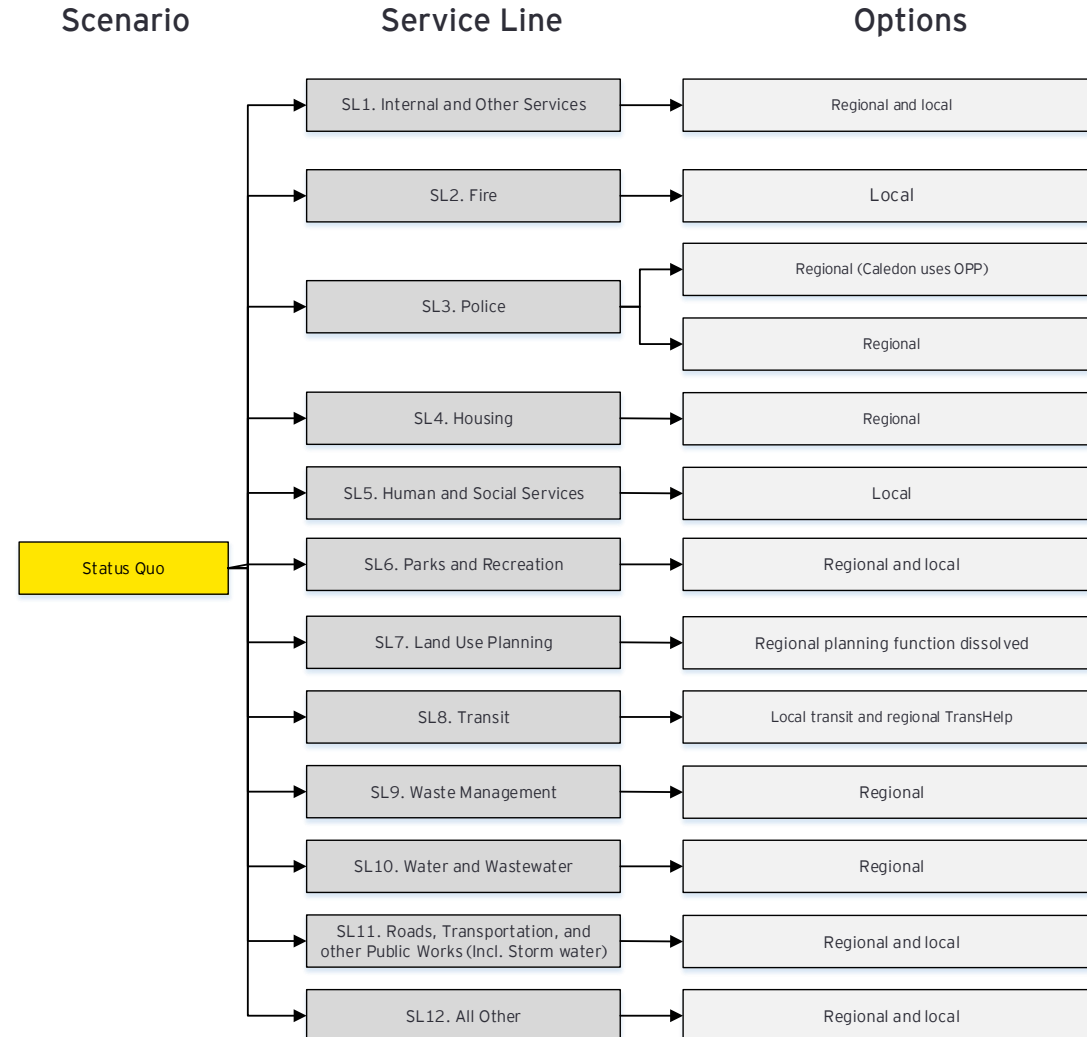 Scenario
Service Line
Options
SL1. Internal and Other Services
Regional and local
SL2. Fire
Local
SL3. Police
Regional (Caledon uses OPP)
Regional
SL4. Housing
Regional
SL5. Human and Social Services
Local
Status Quo
SL6. Parks and Recreation
Regional and local
SL7. Land Use Planning
Regional planning function dissolved
SL8. Transit
Local transit and regional TransHelp
SL9. Waste Management
Regional
SL10. Water and Wastewater
Regional
SL11. Roads, Transportation, and
other Public Works (Incl. Storm water)
Regional and local
SL12. All Other
Regional and local